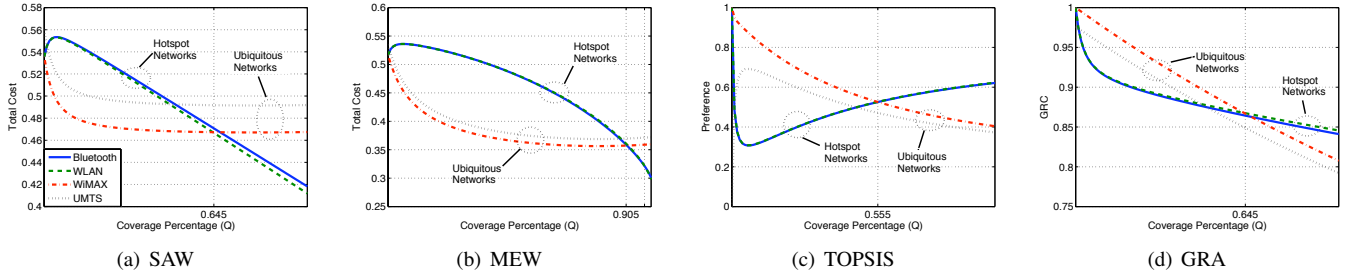 0.58
0.56
0.54
0.52
0.5
0.48
0.46
0.44
0.42
0.4
Total Cost
Hotspot
Networks
Ubiquitous
Networks
Bluetooth
WLAN
WiMAX
UMTS
0.645
Coverage Percentage (Q)
(a) SAW
0.6
0.55
0.5
0.45
0.4
0.35
0.3
0.25
Total Cost
Hotspot
Networks
Ubiquitous
Networks
0.905
Coverage Percentage (Q)
(b) MEW
1
0.8
0.6
0.4
0.2
0
Preference
Hotspot
Networks
Ubiquitous
Networks
0.555
Coverage Percentage (Q)
(c) TOPSIS
1
0.95
0.9
0.85
0.8
0.75
GRC
Ubiquitous
Networks
Hotspot
Networks
0.645
Coverage Percentage (Q)
(d) GRA